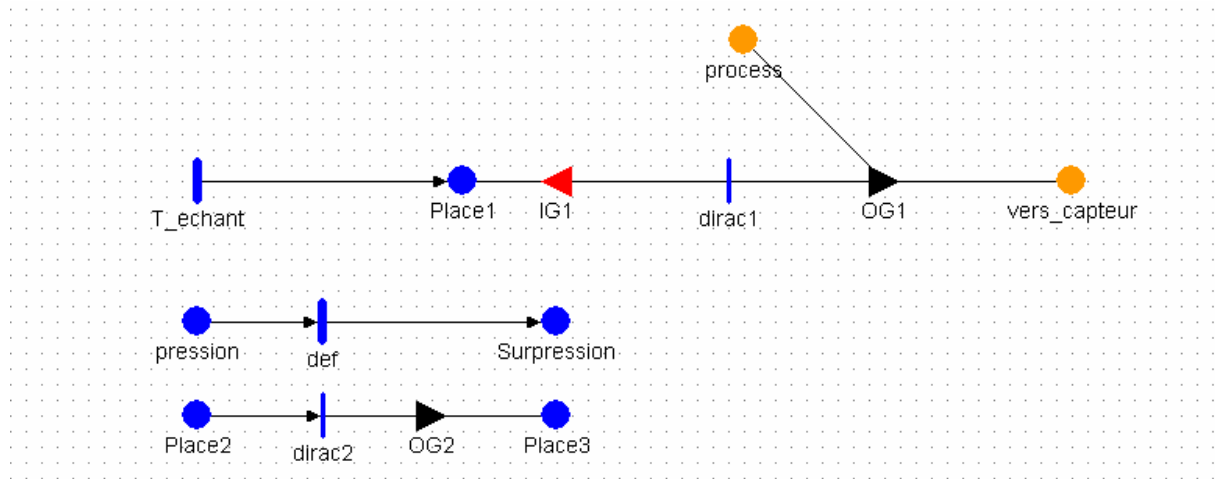 process
T_echant
Place1
IG1
dirac1
OG1
vers_capteur
pression
def
Surpression
Place2
dirac2
OG2
Place3